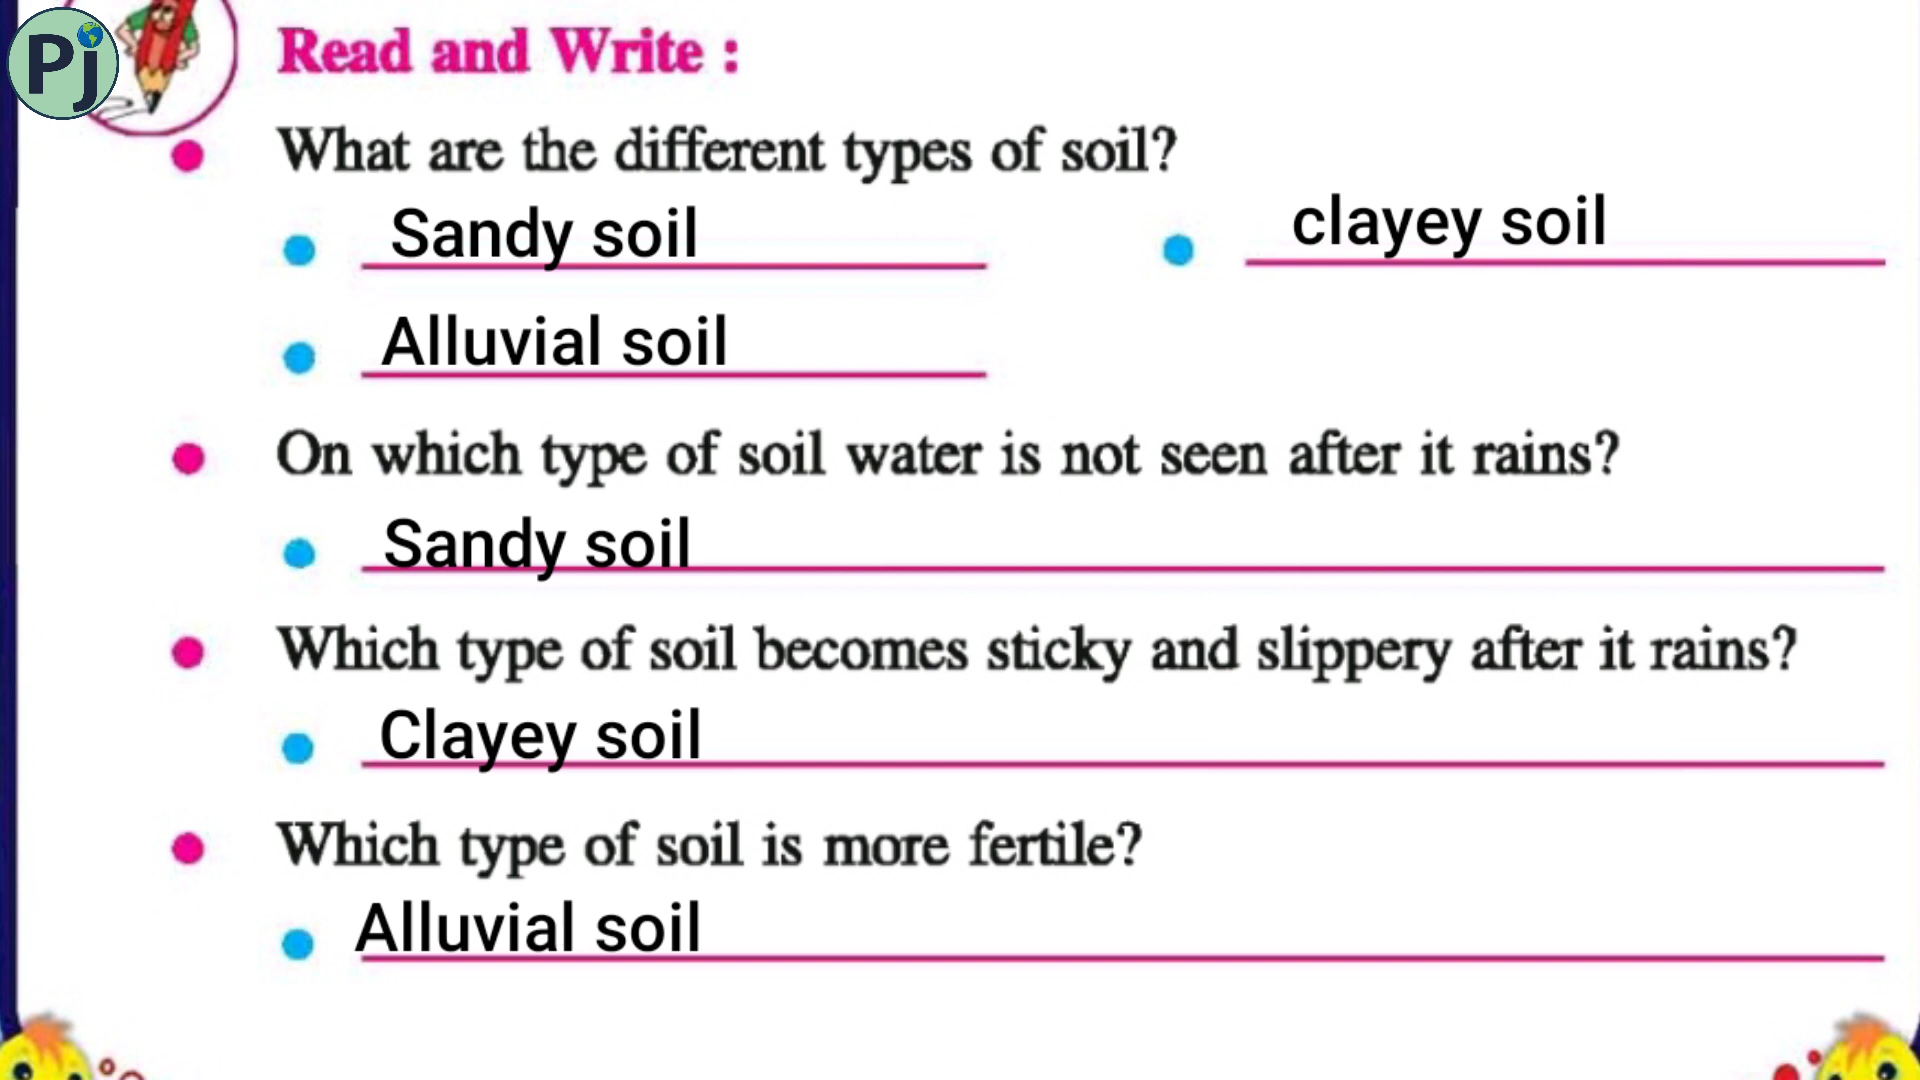 Pj
Read and Write :
What are the different types of soil?
Sandy soil
clayey soil
Alluvial soil
On which type of soil water is not seen after it rains?
Sandy soil
Which type of soil becomes sticky and slippery after it rains?
Clayey soil
Which type of soil is more fertile?
Alluvial soil